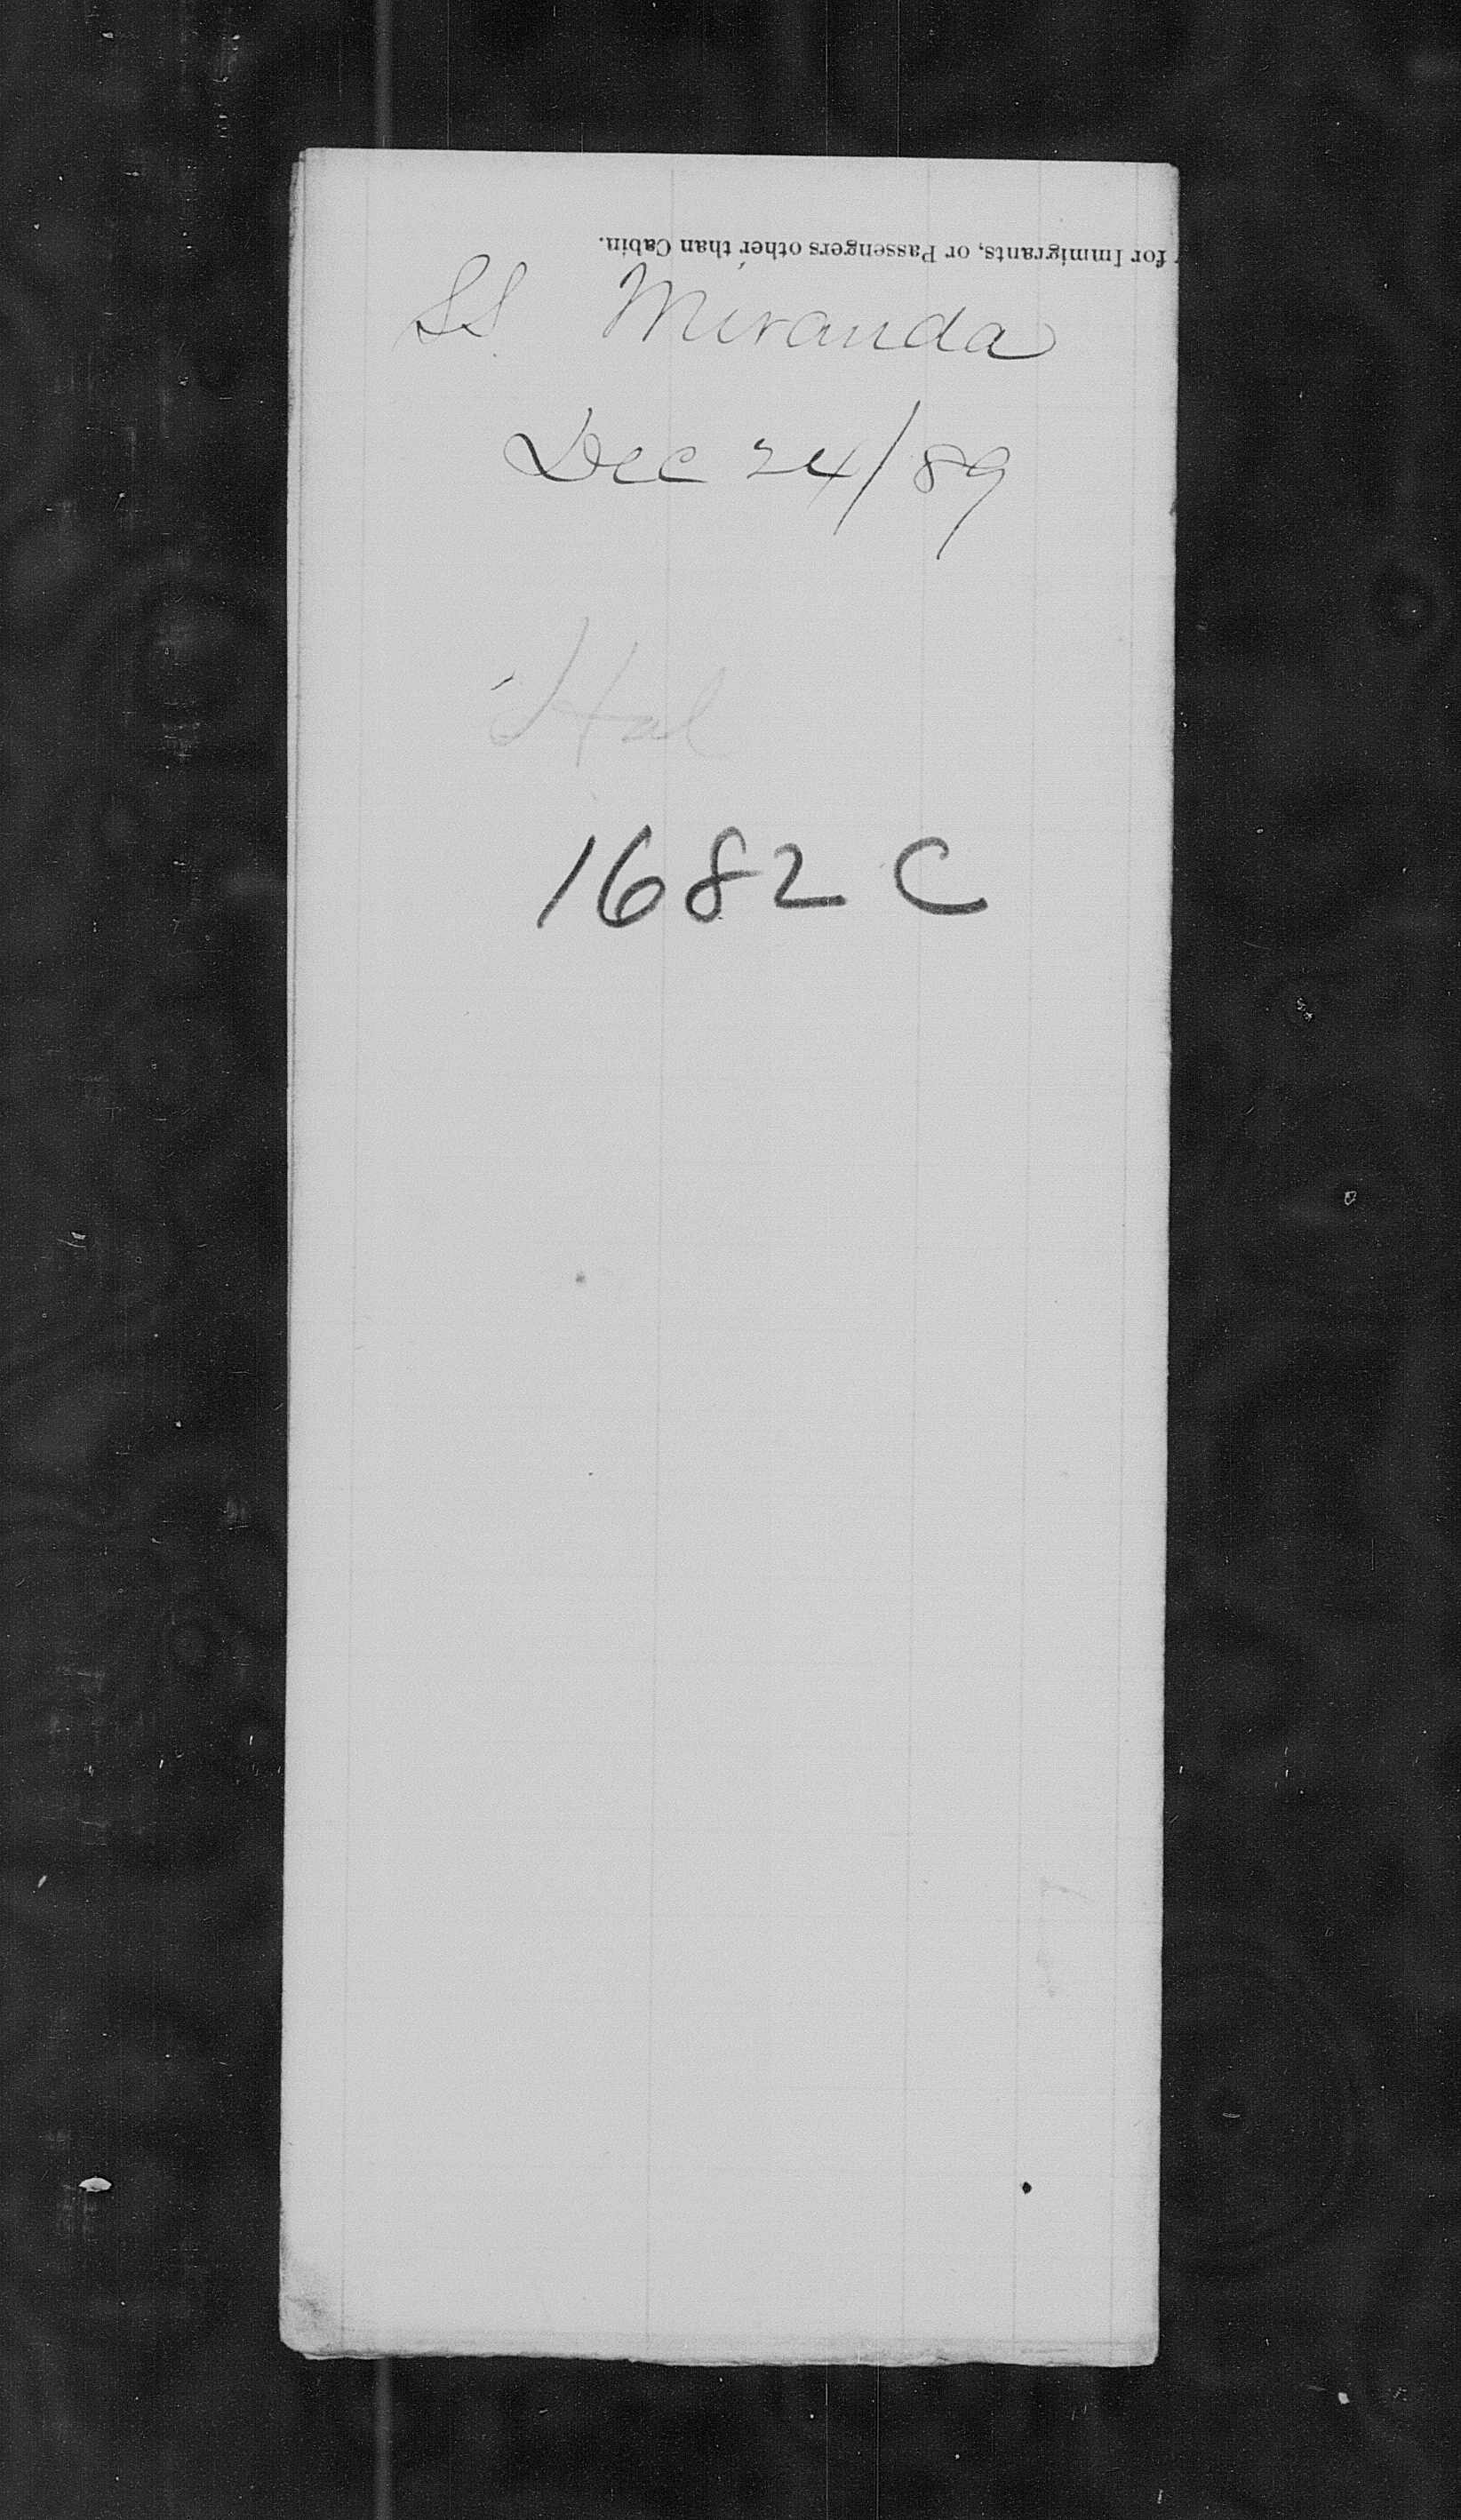 for Immigrants, or Passengers other than Cabin.
SS Miranda
Dec 24/89
Hal
1682 C